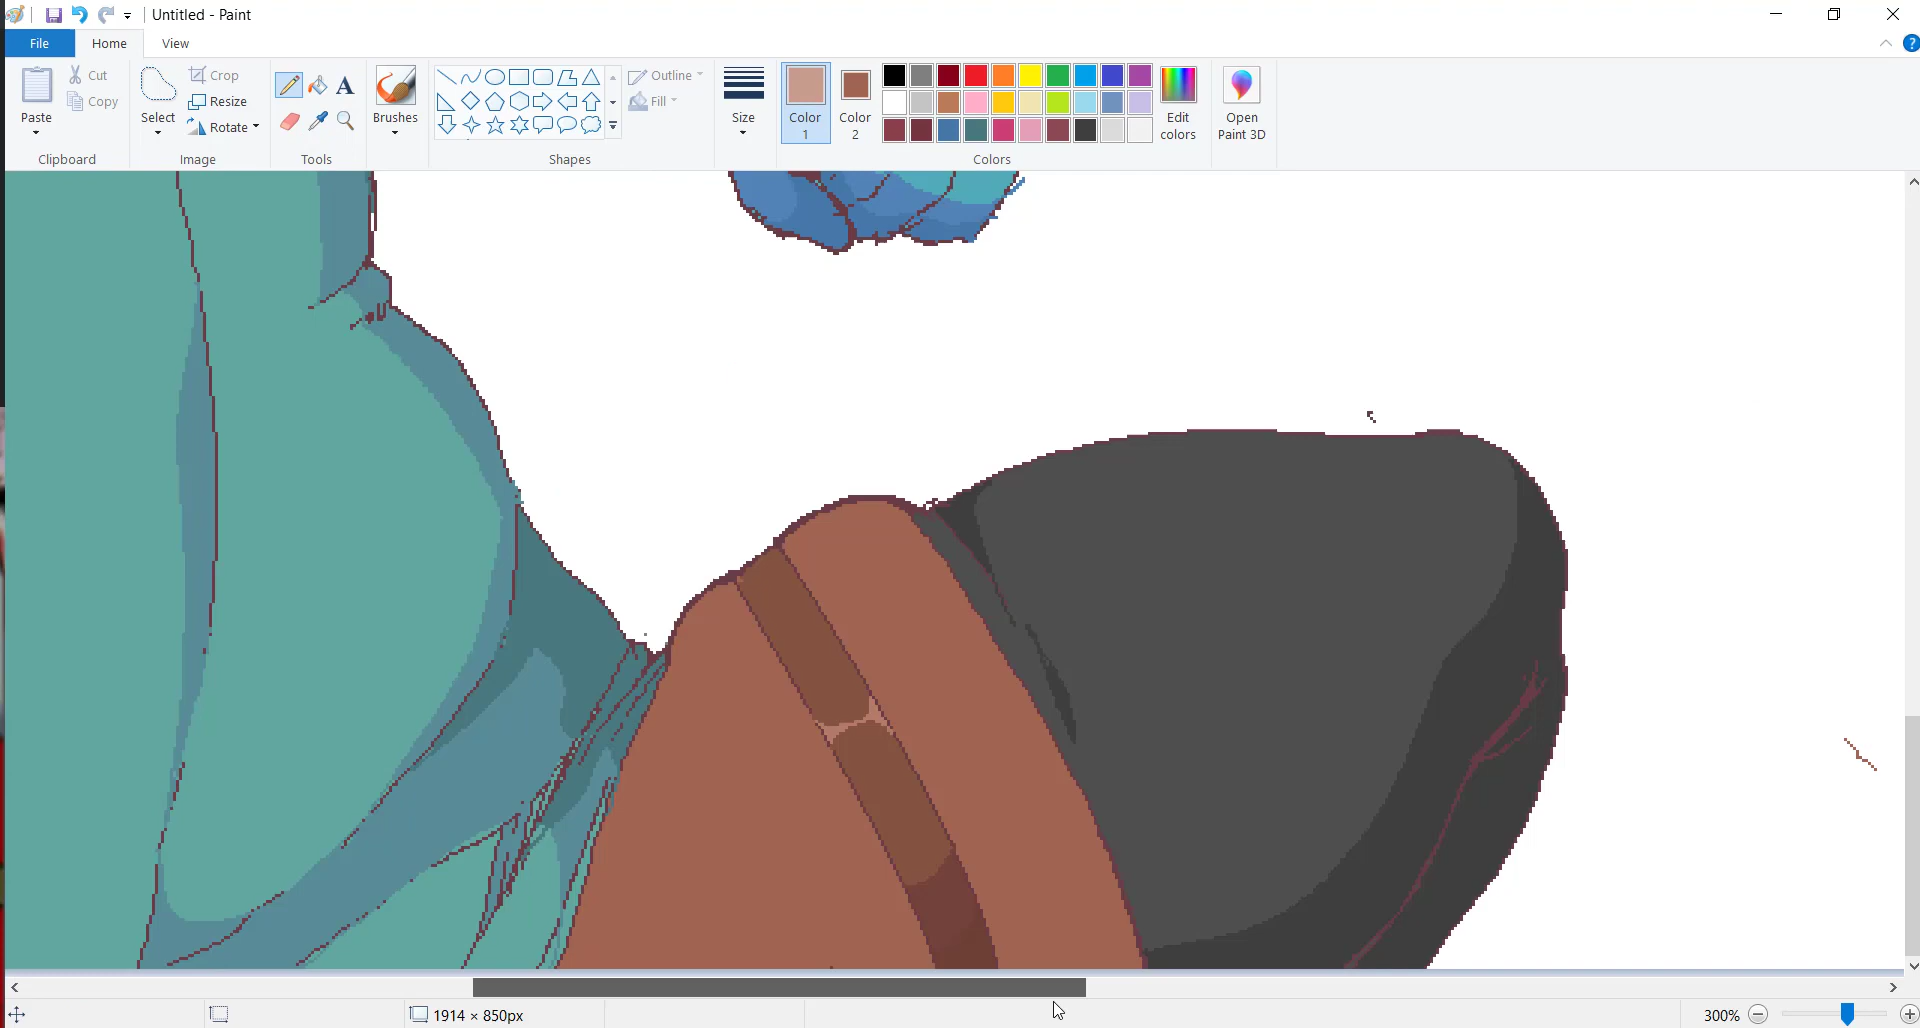 Untitled - Paint
File Home View
Paste
Cut
Copy
Clipboard
Select
Crop
Resize
Rotate
Image
A
Tools
Brushes
Shapes
Outline
Fill
Size
Color 1
Color 2
Colors
Edit colors
Open Paint 3D
?
1914 × 850px
300%